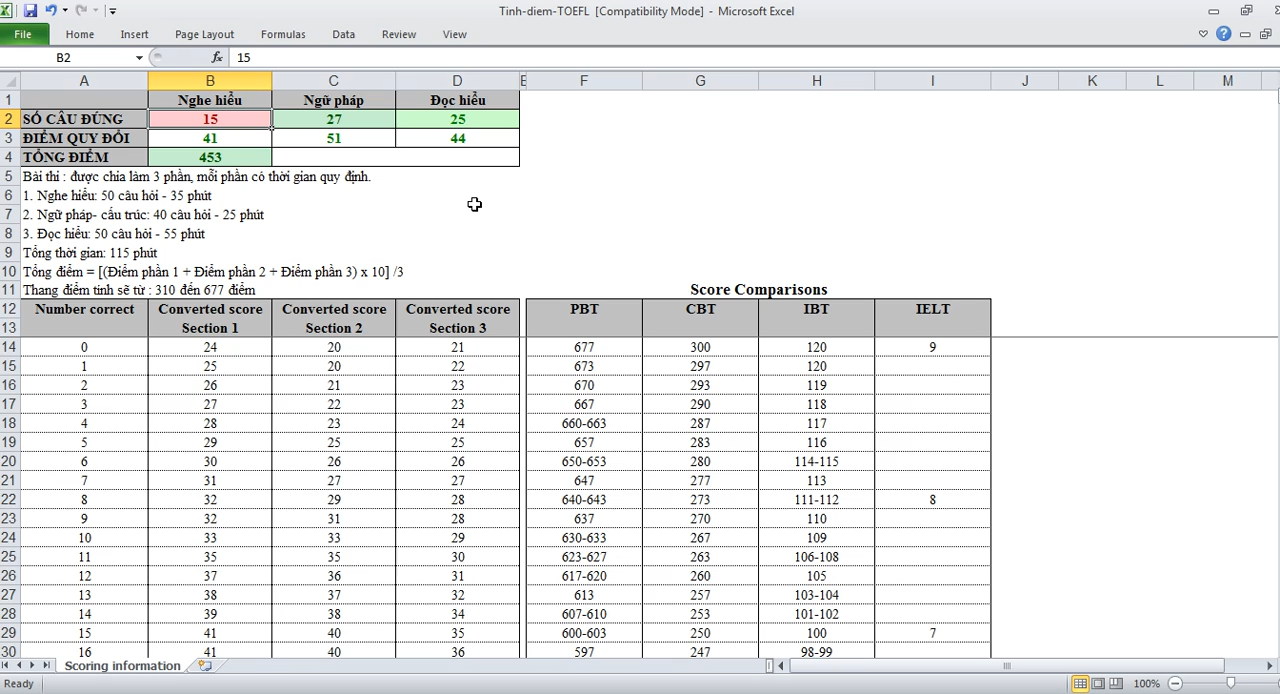 Tinh-diem-TOEFL [Compatibility Mode] - Microsoft Excel
File Home Insert Page Layout Formulas Data Review View
B2 fx 15
A B C D E F G H I J K L M
1 Nghe hiểu Ngữ pháp Đọc hiểu
2 SỐ CÂU ĐÚNG 15 27 25
3 ĐIỂM QUY ĐỔI 41 51 44
4 TỔNG ĐIỂM 453
5 Bài thi : được chia làm 3 phần, mỗi phần có thời gian quy định.
6 1. Nghe hiểu: 50 câu hỏi - 35 phút
7 2. Ngữ pháp- cấu trúc: 40 câu hỏi - 25 phút
8 3. Đọc hiểu: 50 câu hỏi - 55 phút
9 Tổng thời gian: 115 phút
10 Tổng điểm = [(Điểm phần 1 + Điểm phần 2 + Điểm phần 3) x 10] /3
11 Thang điểm tính sẽ từ : 310 đến 677 điểm Score Comparisons
12 Number correct Converted score Converted score Converted score PBT CBT IBT IELT
13 Section 1 Section 2 Section 3
14 0 24 20 21 677 300 120 9
15 1 25 20 22 673 297 120
16 2 26 21 23 670 293 119
17 3 27 22 23 667 290 118
18 4 28 23 24 660-663 287 117
19 5 29 25 25 657 283 116
20 6 30 26 26 650-653 280 114-115
21 7 31 27 27 647 277 113
22 8 32 29 28 640-643 273 111-112 8
23 9 32 31 28 637 270 110
24 10 33 33 29 630-633 267 109
25 11 35 35 30 623-627 263 106-108
26 12 37 36 31 617-620 260 105
27 13 38 37 32 613 257 103-104
28 14 39 38 34 607-610 253 101-102
29 15 41 40 35 600-603 250 100 7
30 16 41 40 36 597 247 98-99
Scoring information
Ready 100%